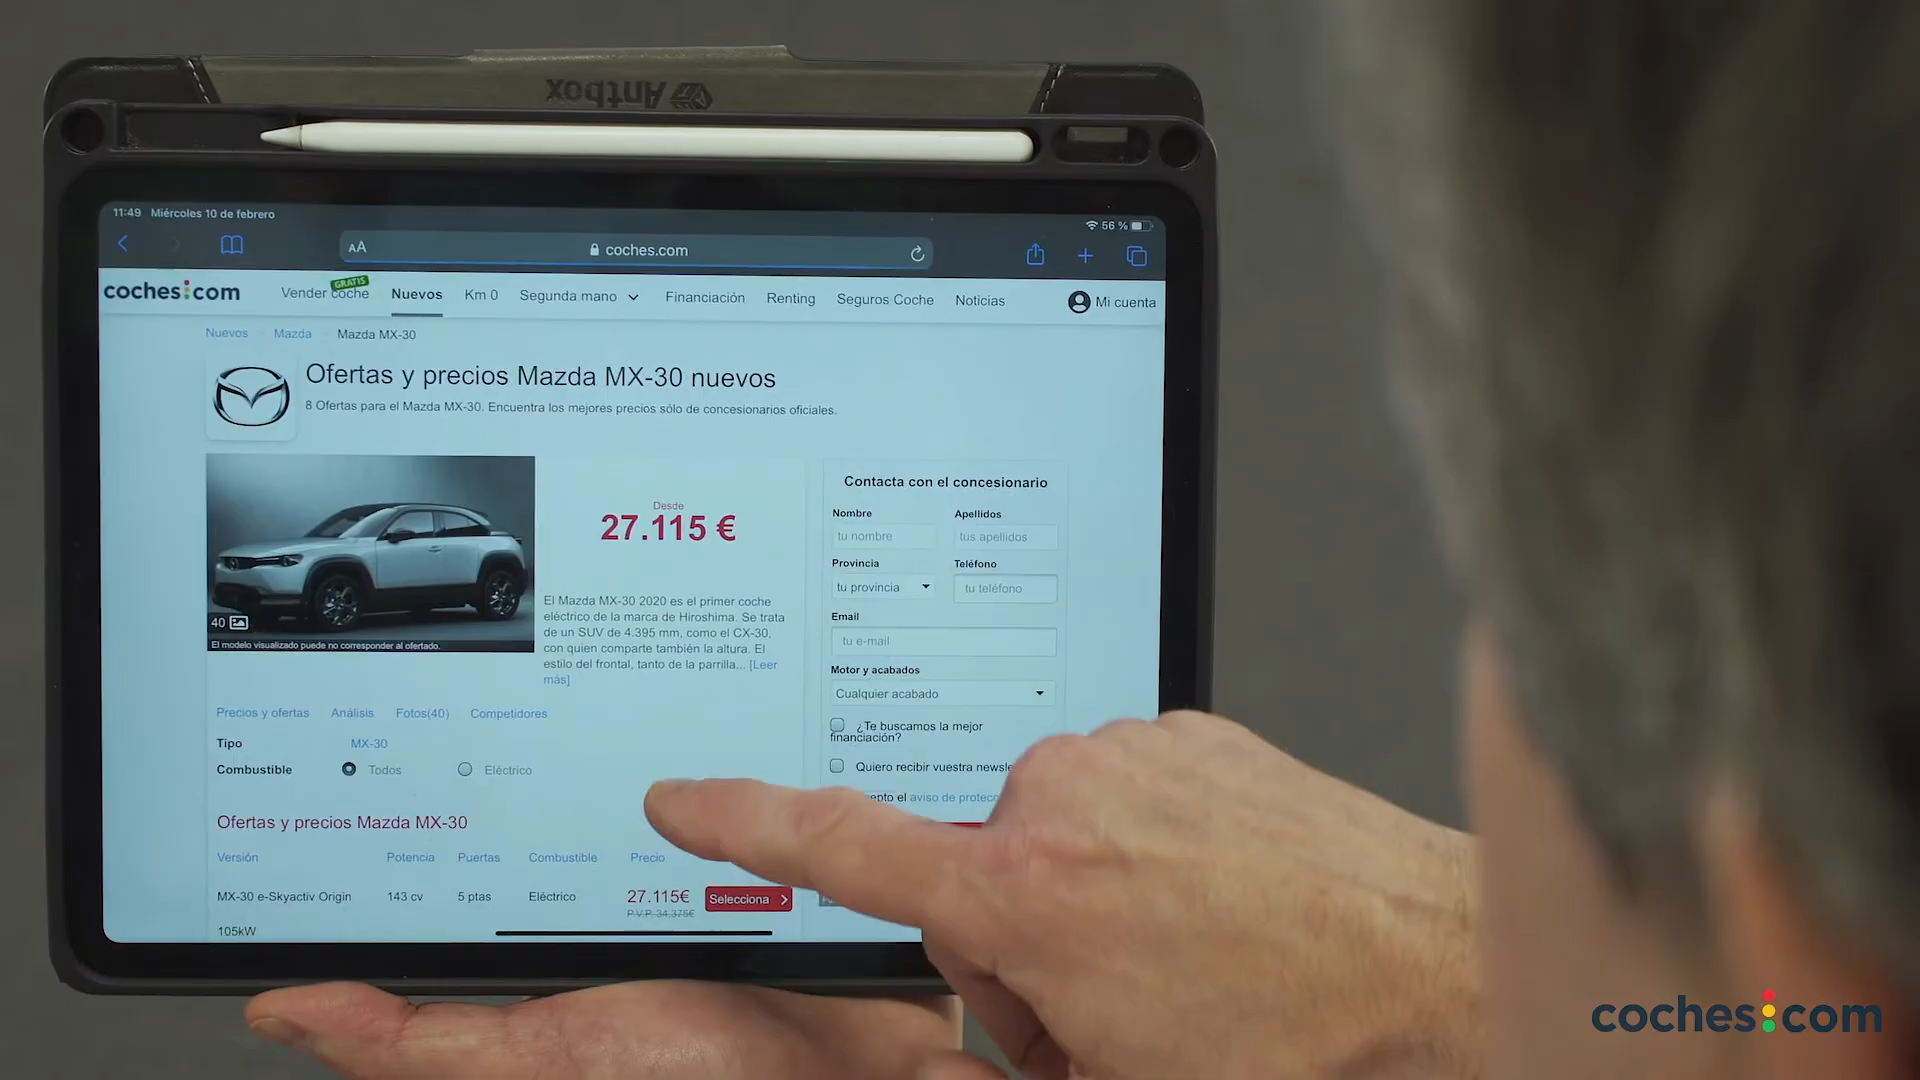 Antbox
11:49 Miércoles 10 de febrero
56 %
AA
coches.com
coches:com
Vender coche
GRATIS
Nuevos
Km 0
Segunda mano
Financiación
Renting
Seguros Coche
Noticias
Mi cuenta
Nuevos
Mazda
Mazda MX-30
Ofertas y precios Mazda MX-30 nuevos
8 Ofertas para el Mazda MX-30. Encuentra los mejores precios sólo de concesionarios oficiales.
40
El modelo visualizado puede no corresponder al ofertado.
Desde
27.115 €
El Mazda MX-30 2020 es el primer coche
eléctrico de la marca de Hiroshima. Se trata
de un SUV de 4.395 mm, como el CX-30,
con quien comparte también la altura. El
estilo del frontal, tanto de la parrilla... [Leer
más]
Contacta con el concesionario
Nombre
Apellidos
tu nombre
tus apellidos
Provincia
Teléfono
tu provincia
tu teléfono
Email
tu e-mail
Motor y acabados
Cualquier acabado
¿Te buscamos la mejor
financiación?
Quiero recibir vuestra
el aviso de
Precios y ofertas
Análisis
Fotos(40)
Competidores
Tipo
MX-30
Combustible
Todos
Eléctrico
Ofertas y precios Mazda MX-30
Versión
Potencia
Puertas
Combustible
Precio
MX-30 e-Skyactiv Origin
143 cv
5 ptas
Eléctrico
27.115€
Selecciona
P.V.P. 34.375€
105kW
coches:com